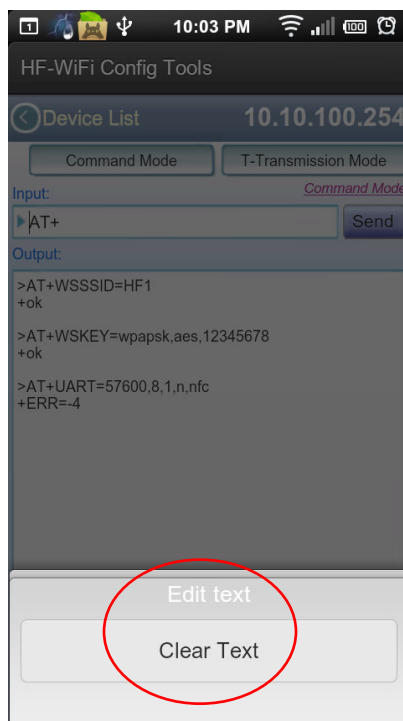 1 10:03 PM 100
HF-WiFi Config Tools
Device List 10.10.100.254
Command Mode T-Transmission Mode
Input: Command Mode
AT+ Send
Output:
>AT+WSSSID=HF1
+ok
>AT+WSKEY=wpapsk,aes,12345678
+ok
>AT+UART=57600,8,1,n,nfc
+ERR=-4
Edit text
Clear Text